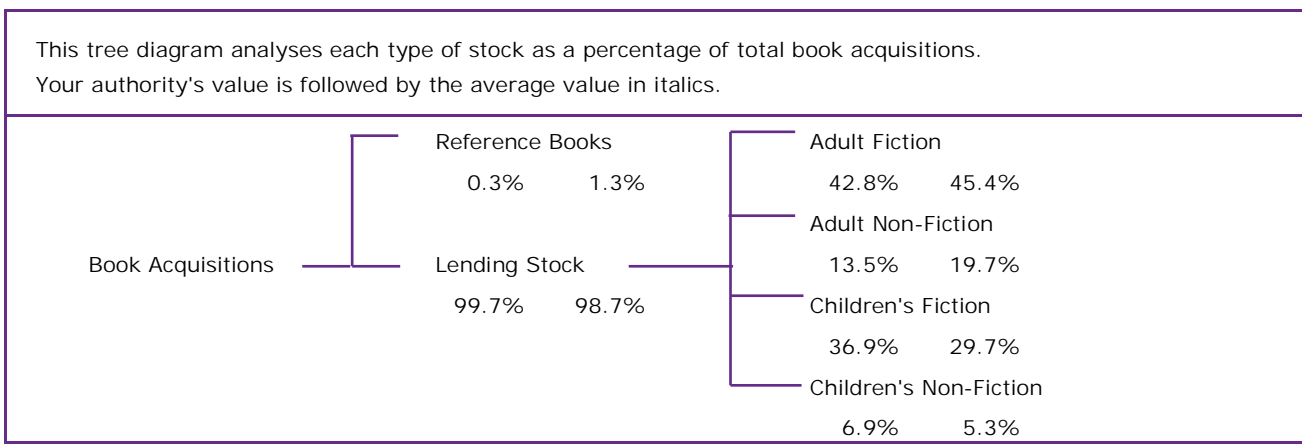 This tree diagram analyses each type of stock as a percentage of total book acquisitions.
Your authority's value is followed by the average value in italics.
Reference Books
0.3% 1.3%
Book Acquisitions
Lending Stock
99.7% 98.7%
Adult Fiction
42.8% 45.4%
Adult Non-Fiction
13.5% 19.7%
Children's Fiction
36.9% 29.7%
Children's Non-Fiction
6.9% 5.3%